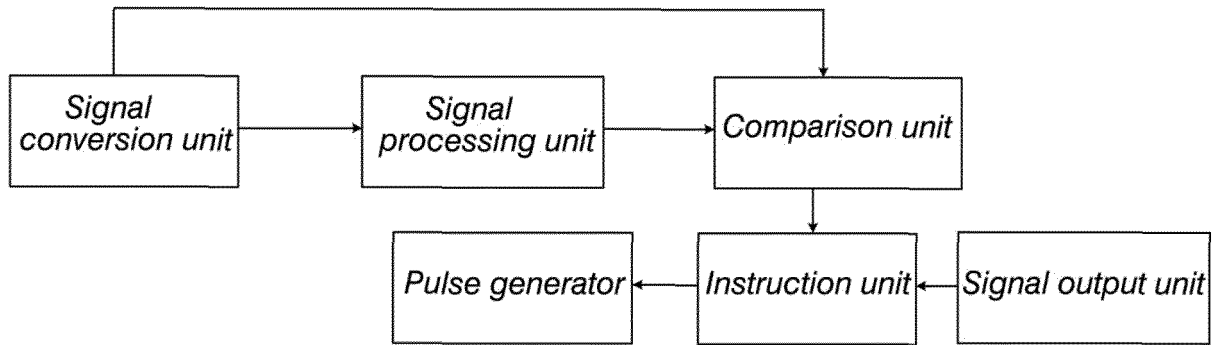 Signal
conversion unit
Signal
processing unit
Comparison unit
Pulse generator
Instruction unit
Signal output unit